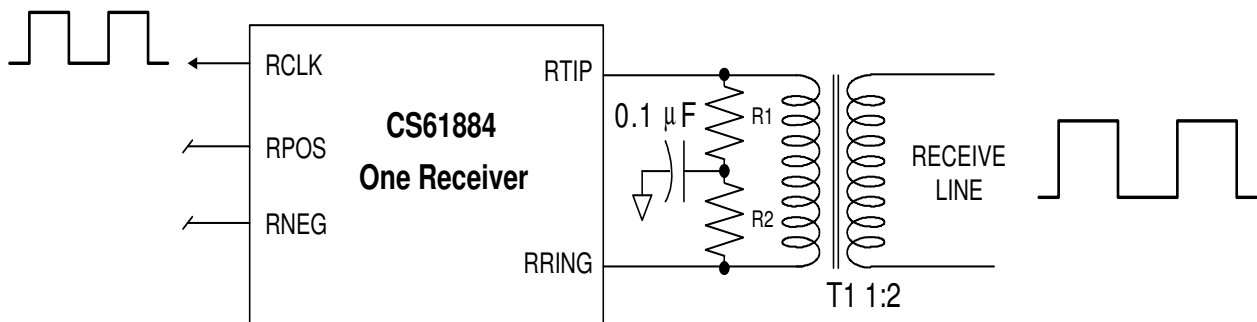 RCLK
RTIP
0.1 μF
R1
CS61884
One Receiver
RPOS
RECEIVE
LINE
RNEG
R2
RRING
T1 1:2